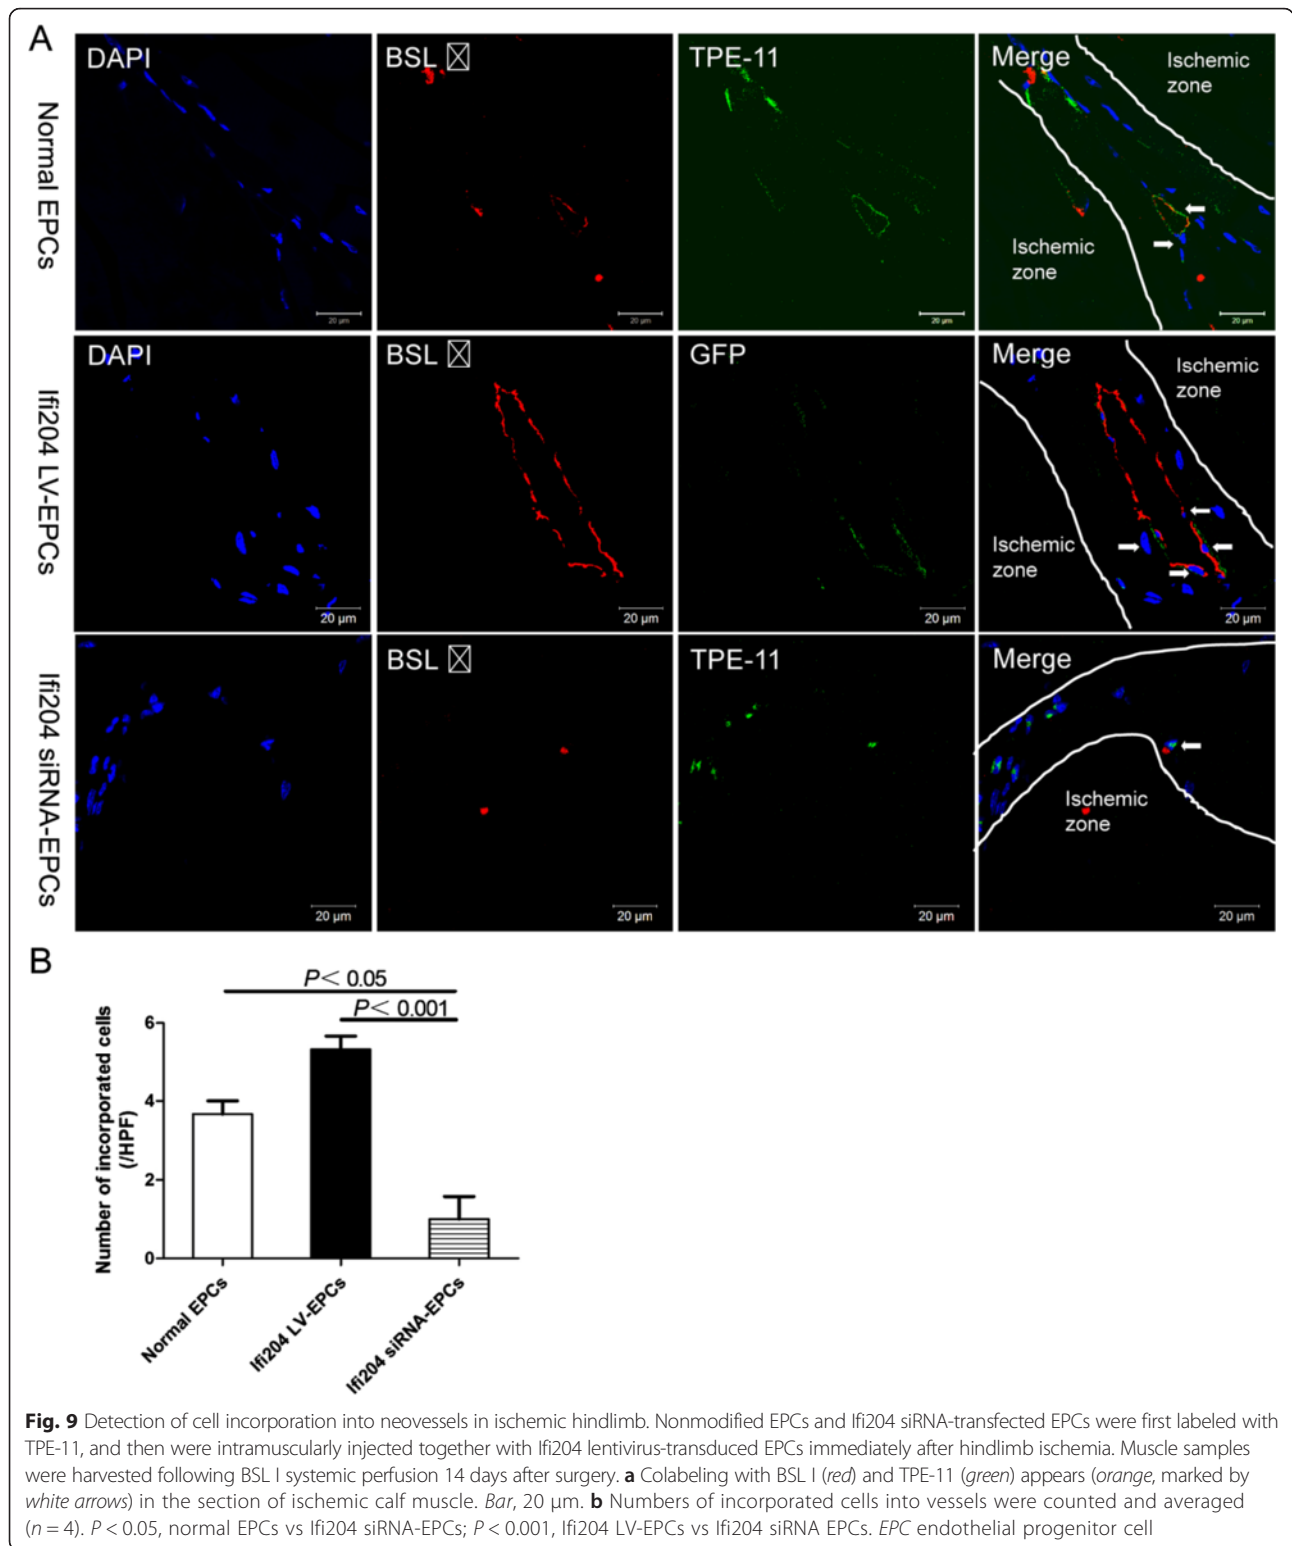 A
DAPI
BSL
TPE-11
Merge
Ischemic
zone
Ischemic
zone
20 µm
20 µm
20 µm
20 µm
Normal EPCs
DAPI
BSL
GFP
Merge
Ischemic
zone
Ischemic
zone
20 µm
20 µm
20 µm
20 µm
Ifi204 LV-EPCs
BSL
TPE-11
Merge
Ischemic
zone
20 µm
20 µm
20 µm
20 µm
Ifi204 siRNA-EPCs
B
P< 0.05
P< 0.001
Number of incorporated cells
(/HPF)
6
4
2
0
Normal EPCs
Ifi204 LV-EPCs
Ifi204 siRNA-EPCs
Fig. 9 Detection of cell incorporation into neovessels in ischemic hindlimb. Nonmodified EPCs and Ifi204 siRNA-transfected EPCs were first labeled with
TPE-11, and then were intramuscularly injected together with Ifi204 lentivirus-transduced EPCs immediately after hindlimb ischemia. Muscle samples
were harvested following BSL I systemic perfusion 14 days after surgery. a Colabeling with BSL I (red) and TPE-11 (green) appears (orange, marked by
white arrows) in the section of ischemic calf muscle. Bar, 20 µm. b Numbers of incorporated cells into vessels were counted and averaged
(n = 4). P < 0.05, normal EPCs vs Ifi204 siRNA-EPCs; P < 0.001, Ifi204 LV-EPCs vs Ifi204 siRNA EPCs. EPC endothelial progenitor cell